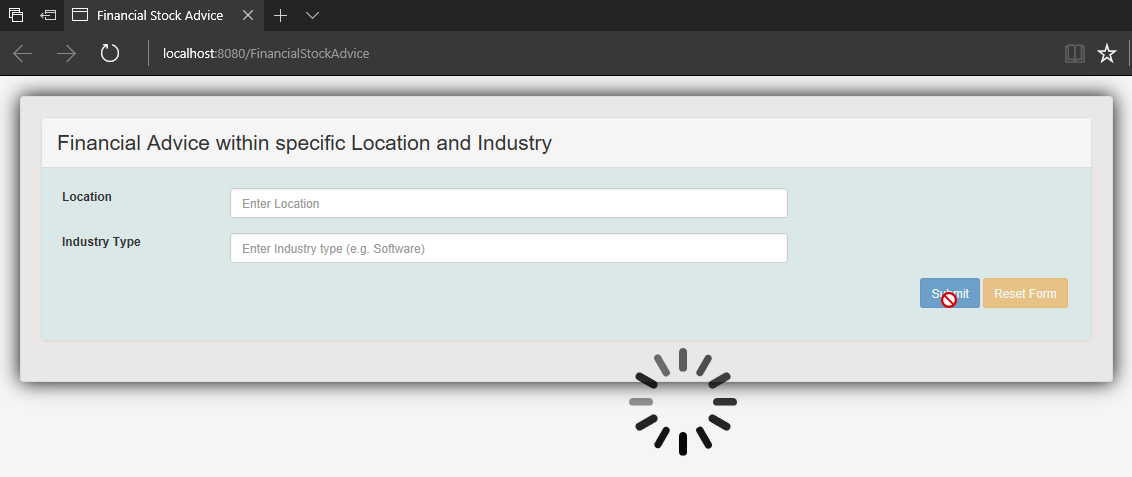 Financial Stock Advice
localhost:8080/FinancialStockAdvice
Financial Advice within specific Location and Industry
Location
Enter Location
Industry Type
Enter Industry type (e.g. Software)
Submit Reset Form